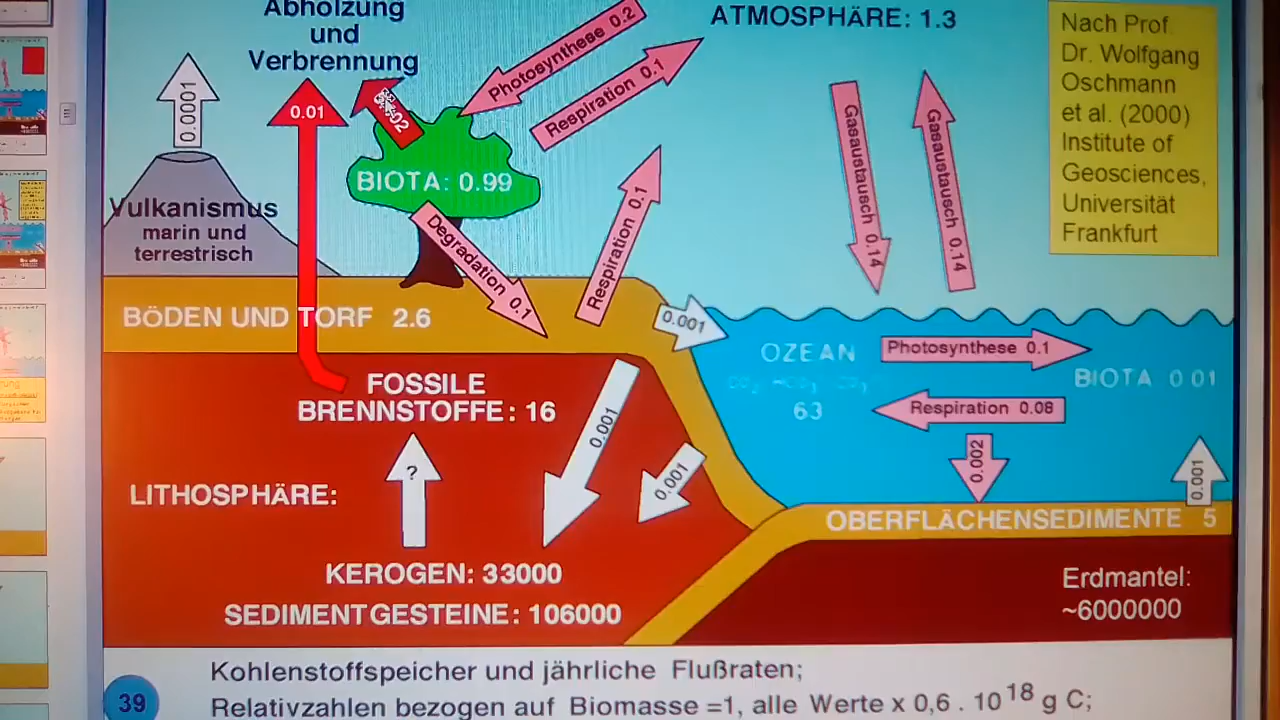 Abholzung
und
Verbrennung
Photosynthese 0.2
Respiration 0.1
ATMOSPHÄRE: 1.3
Nach Prof.
Dr. Wolfgang
Oschmann
et al. (2000)
Institute of
Geosciences,
Universität
Frankfurt
0.0001
0.01
BIOTA: 0.99
Gasaustausch 0.14
Gasaustausch 0.14
Vulkanismus
marin und
terrestrisch
Degradation 0.1
Respiration 0.1
BÖDEN UND TORF 2.6
0.001
OZEAN
63
Photosynthese 0.1
BIOTA 0 01
Respiration 0.08
FOSSILE
BRENNSTOFFE: 16
0.001
0.001
0.002
0.001
?
LITHOSPHÄRE:
OBERFLÄCHENSEDIMENTE 5
KEROGEN: 33000
SEDIMENTGESTEINE: 106000
Erdmantel:
~6000000
39
Kohlenstoffspeicher und jährliche Flußraten;
Relativzahlen bezogen auf Biomasse =1, alle Werte x 0,6 . 10¹⁸ g C;